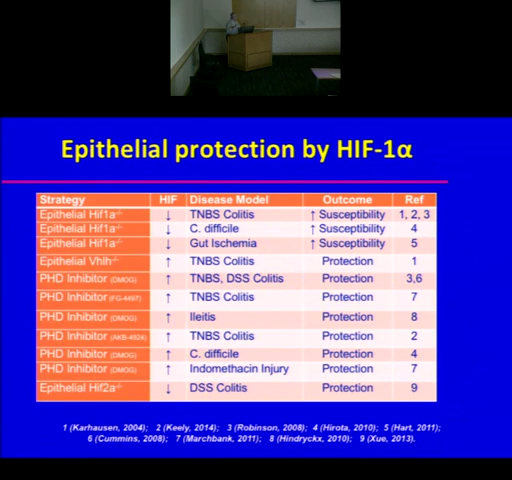 Epithelial protection by HIF-1α
Strategy HIF Disease Model Outcome Ref
Epithelial Hif1a-/- ↓ TNBS Colitis ↑ Susceptibility 1, 2, 3
Epithelial Hif1a-/- ↓ C. difficile ↑ Susceptibility 4
Epithelial Hif1a-/- ↓ Gut Ischemia ↑ Susceptibility 5
Epithelial Vhlh-/- ↑ TNBS Colitis Protection 1
PHD Inhibitor (DMOG) ↑ TNBS, DSS Colitis Protection 3,6
PHD Inhibitor (FG-4497) ↑ TNBS Colitis Protection 7
PHD Inhibitor (DMOG) ↑ Ileitis Protection 8
PHD Inhibitor (AKB-4924) ↑ TNBS Colitis Protection 2
PHD Inhibitor (DMOG) ↑ C. difficile Protection 4
PHD Inhibitor (DMOG) ↑ Indomethacin Injury Protection 7
Epithelial Hif2a-/- ↓ DSS Colitis Protection 9
1 (Karhausen, 2004); 2 (Keely, 2014); 3 (Robinson, 2008); 4 (Hirota, 2010); 5 (Hart, 2011);
6 (Cummins, 2008); 7 (Marchbank, 2011); 8 (Hindryckx, 2010); 9 (Xue, 2013).